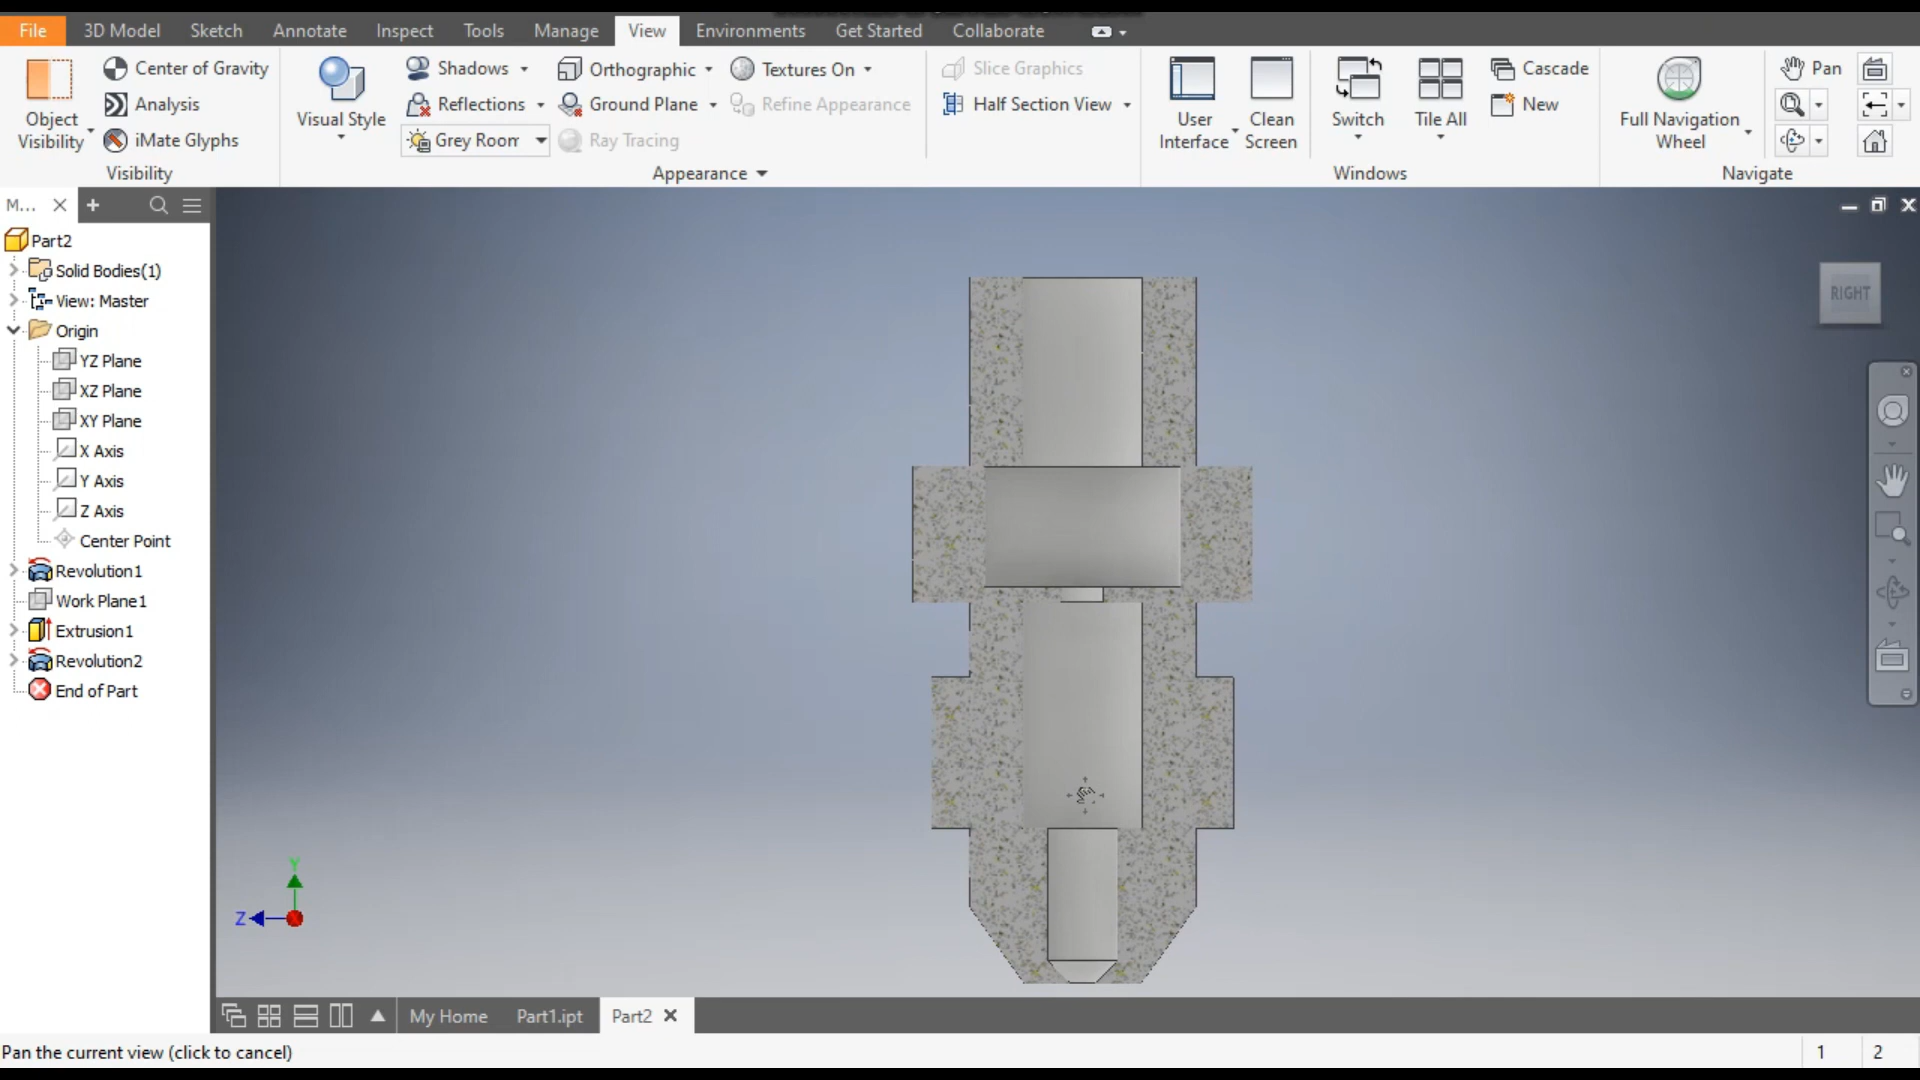 File 3D Model Sketch Annotate Inspect Tools Manage View Environments Get Started Collaborate
Center of Gravity Shadows Orthographic Textures On Slice Graphics Cascade Pan
Analysis Reflections Ground Plane Refine Appearance Half Section View New
Object Visibility Visual Style User Interface Clean Screen Switch Tile All Full Navigation Wheel
iMate Glyphs Grey Room Ray Tracing
Visibility Appearance Windows Navigate
M...
Part2
Solid Bodies(1)
View: Master
Origin
YZ Plane
XZ Plane
XY Plane
X Axis
Y Axis
Z Axis
Center Point
Revolution1
Work Plane1
Extrusion1
Revolution2
End of Part
RIGHT
Y
Z
My Home Part1.ipt Part2
Pan the current view (click to cancel) 1 2